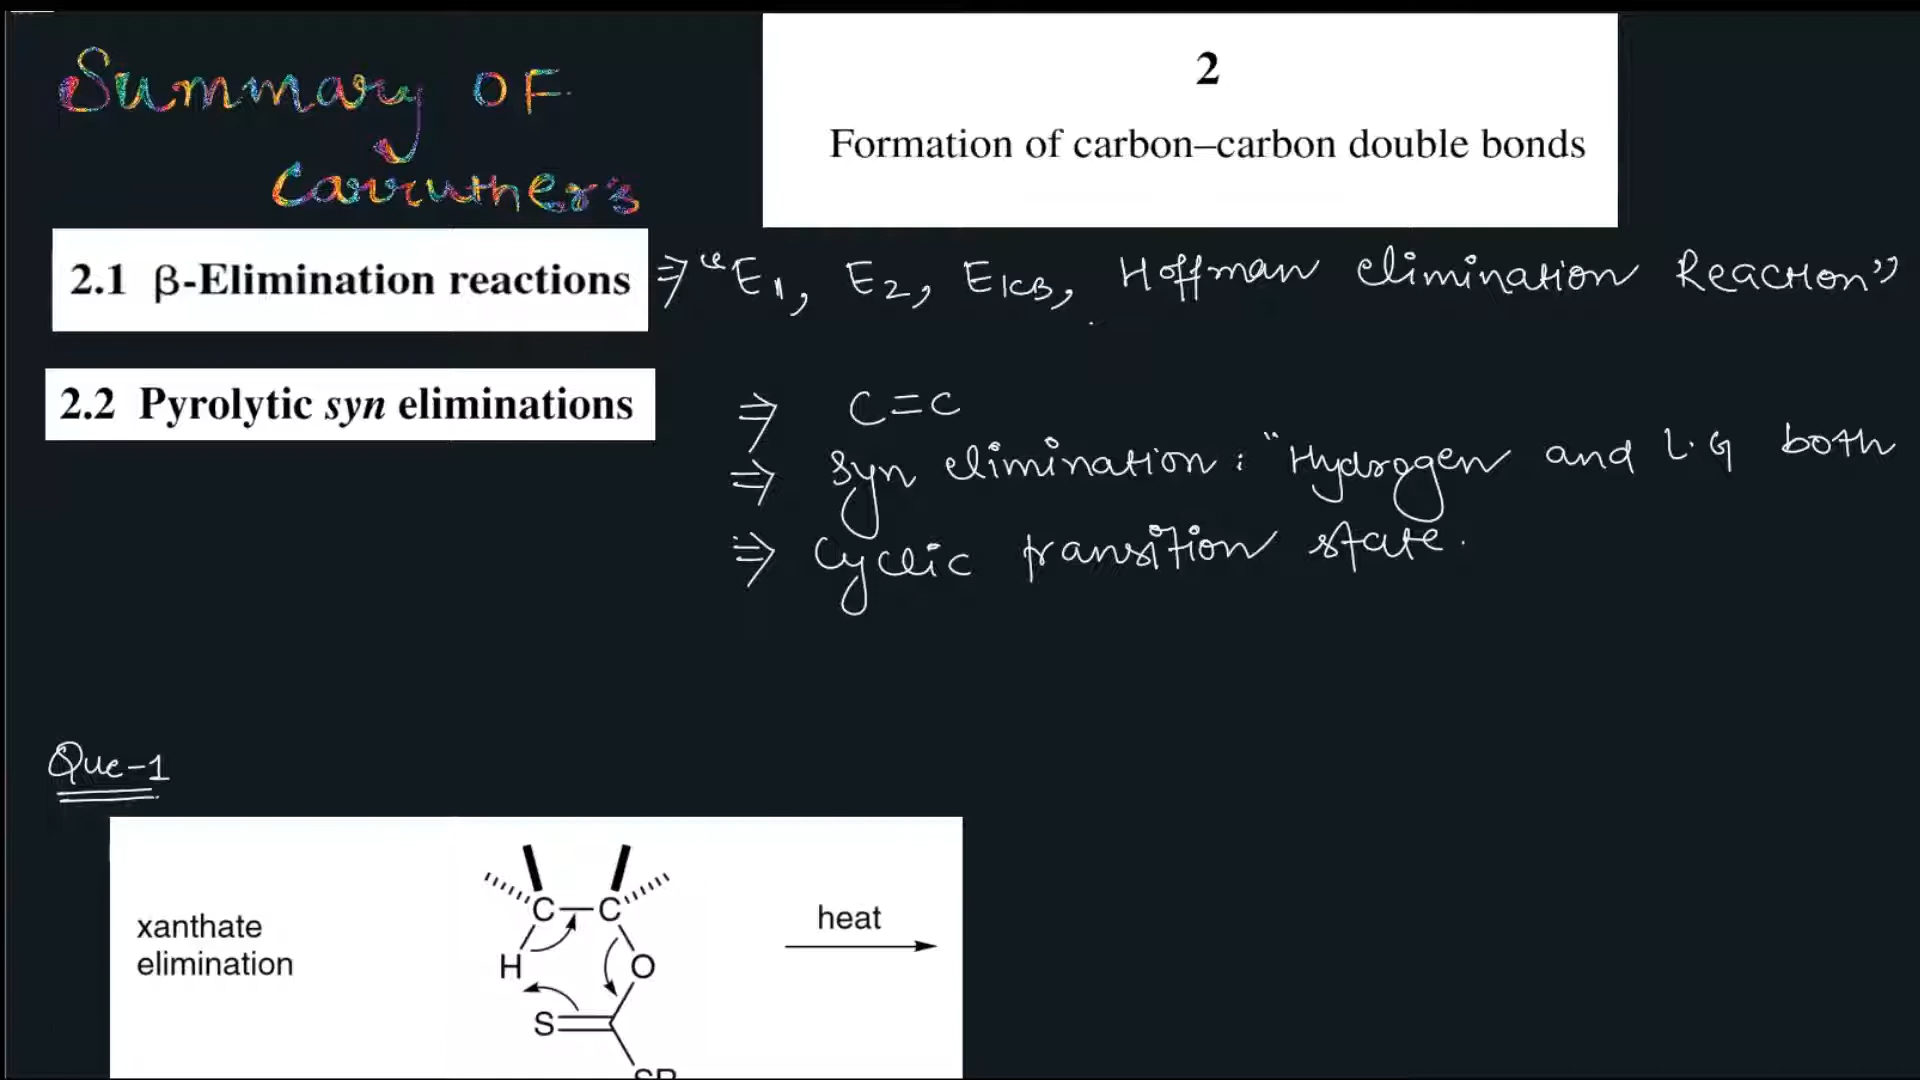 Summary OF
Carruther's
2
Formation of carbon–carbon double bonds
2.1 β-Elimination reactions ⇒ “E1, E2, E1CB, Hoffman elimination Reaction”
2.2 Pyrolytic syn eliminations
⇒ C=C
⇒ Syn elimination : "Hydrogen and L.G both
⇒ Cyclic transition state.
Que-1
xanthate
elimination
C–C
H
O
S
SR
heat